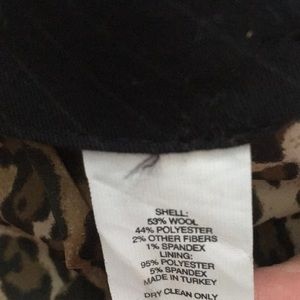 SHELL:
53% WOOL
44% POLYESTER
2% OTHER FIBERS
1% SPANDEX
LINING:
95% POLYESTER
5% SPANDEX
MADE IN TURKEY
DRY CLEAN ONLY